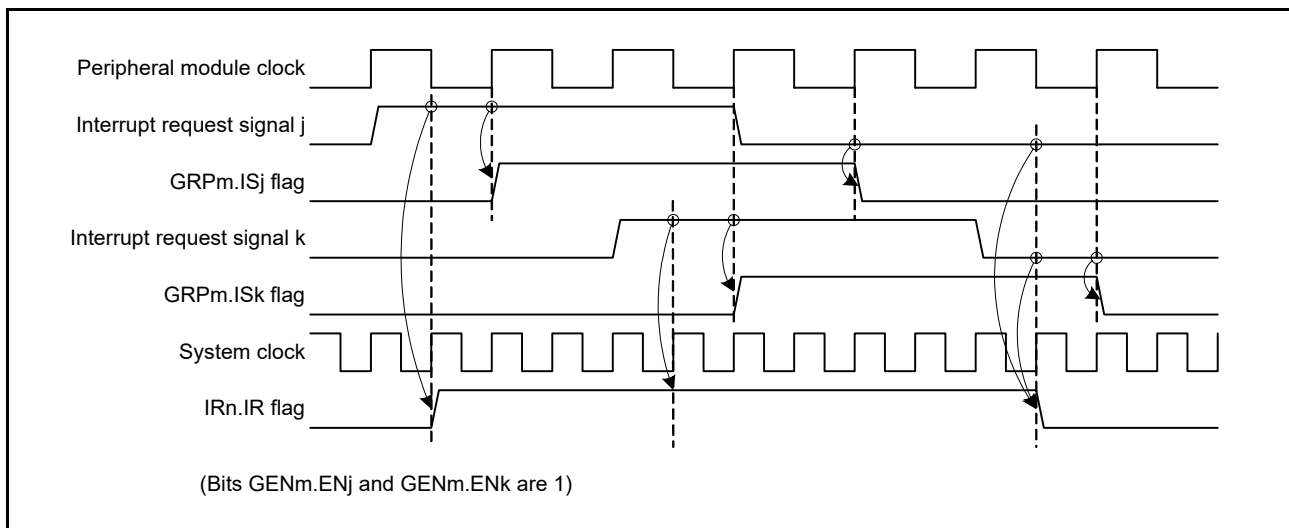 Peripheral module clock
Interrupt request signal j
GRPm.ISj flag
Interrupt request signal k
GRPm.ISk flag
System clock
IRn.IR flag
(Bits GENm.ENj and GENm.ENk are 1)